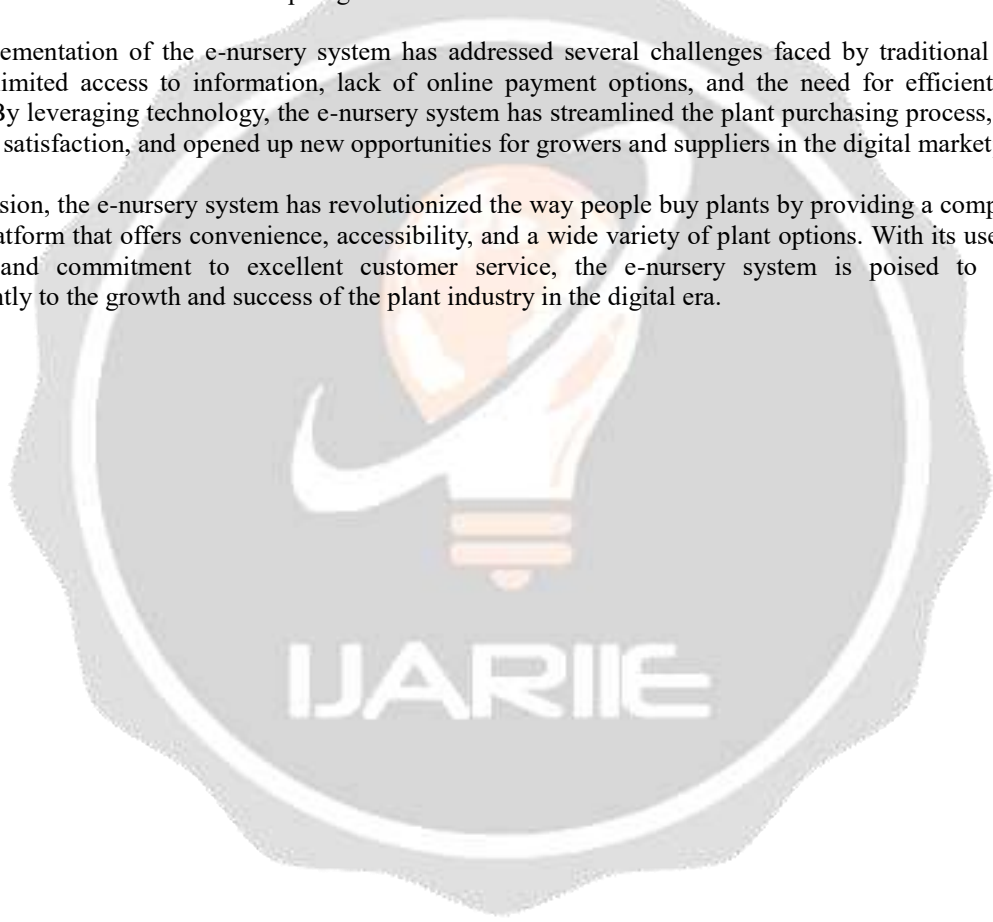 ementation of the e-nursery system has addressed several challenges faced by traditional
imited access to information, lack of online payment options, and the need for efficient
By leveraging technology, the e-nursery system has streamlined the plant purchasing process,
satisfaction, and opened up new opportunities for growers and suppliers in the digital market
sion, the e-nursery system has revolutionized the way people buy plants by providing a comp
atform that offers convenience, accessibility, and a wide variety of plant options. With its use
and commitment to excellent customer service, the e-nursery system is poised to
ntly to the growth and success of the plant industry in the digital era.
IJARIIE